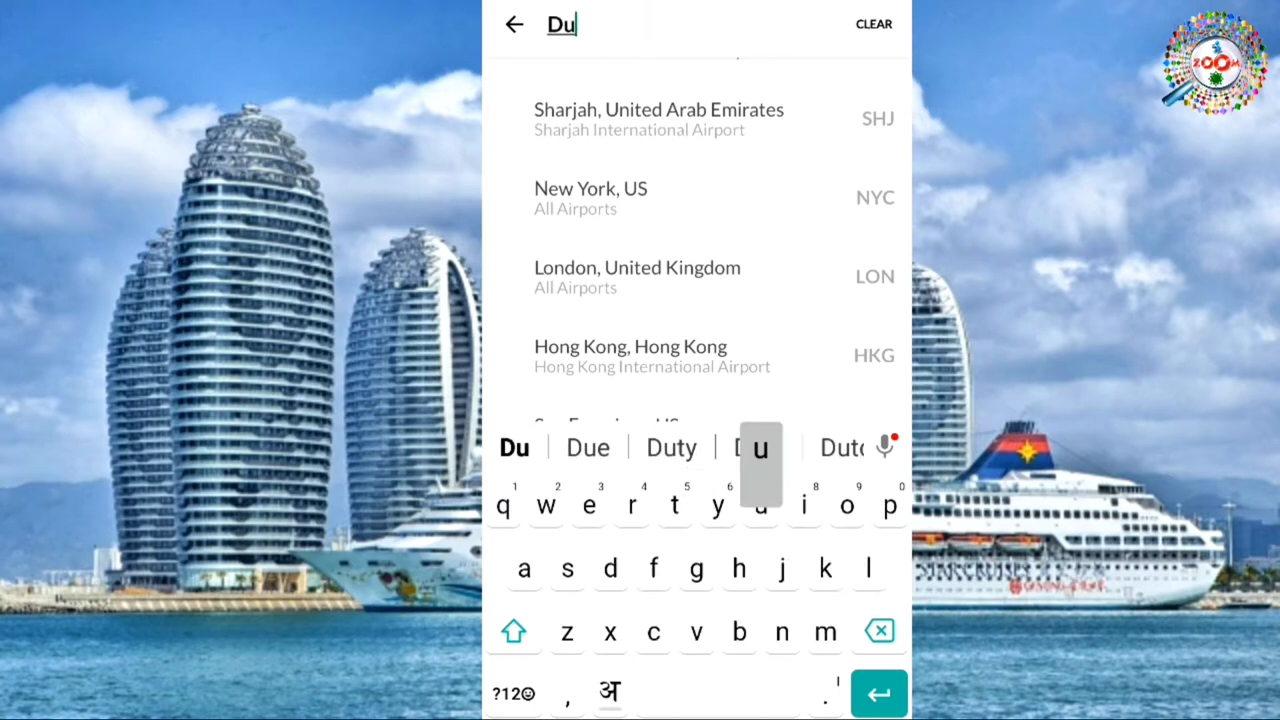 Du
CLEAR
Sharjah, United Arab Emirates
Sharjah International Airport
SHJ
New York, US
All Airports
NYC
London, United Kingdom
All Airports
LON
Hong Kong, Hong Kong
Hong Kong International Airport
HKG
Du Due Duty
u
1 2 3 4 5 6 8 9 0
q w e r t y u i o p
a s d f g h j k l
z x c v b n m
?12 , अ .
ZOOM